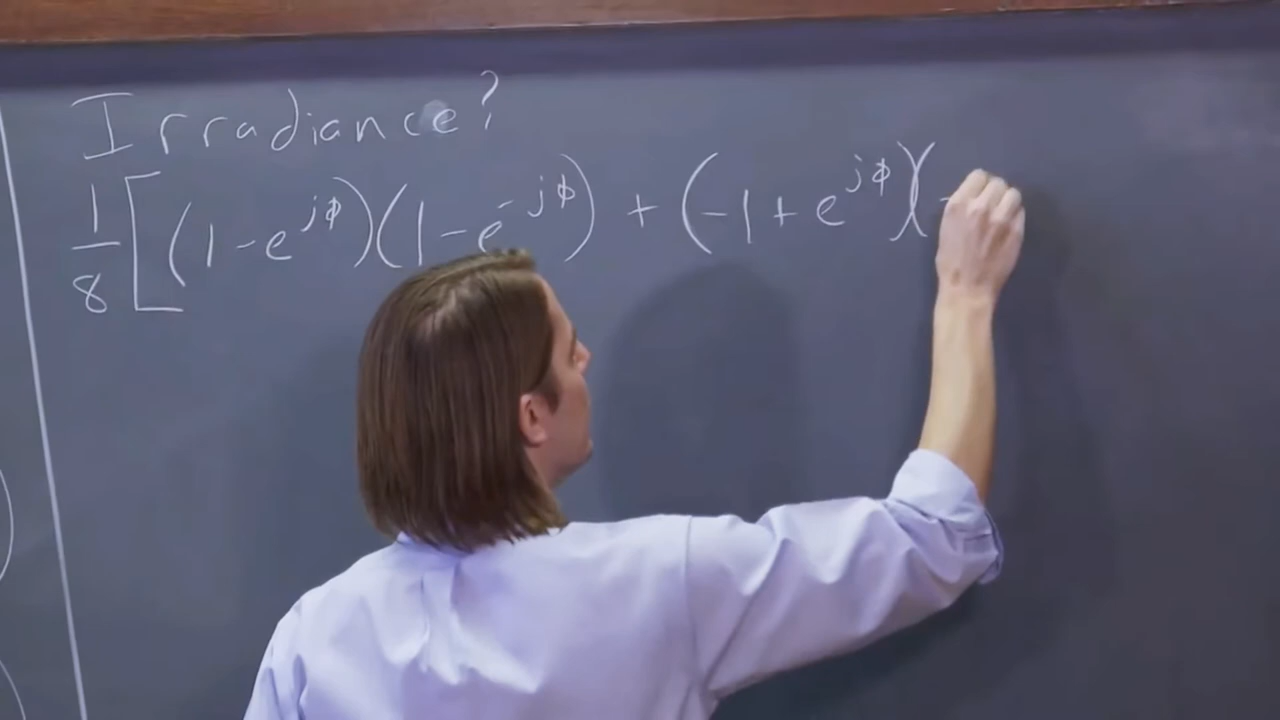 Irradiance?
1/8 [(1-e^{jϕ})(1-e^{-jϕ}) + (-1+e^{jϕ})(-